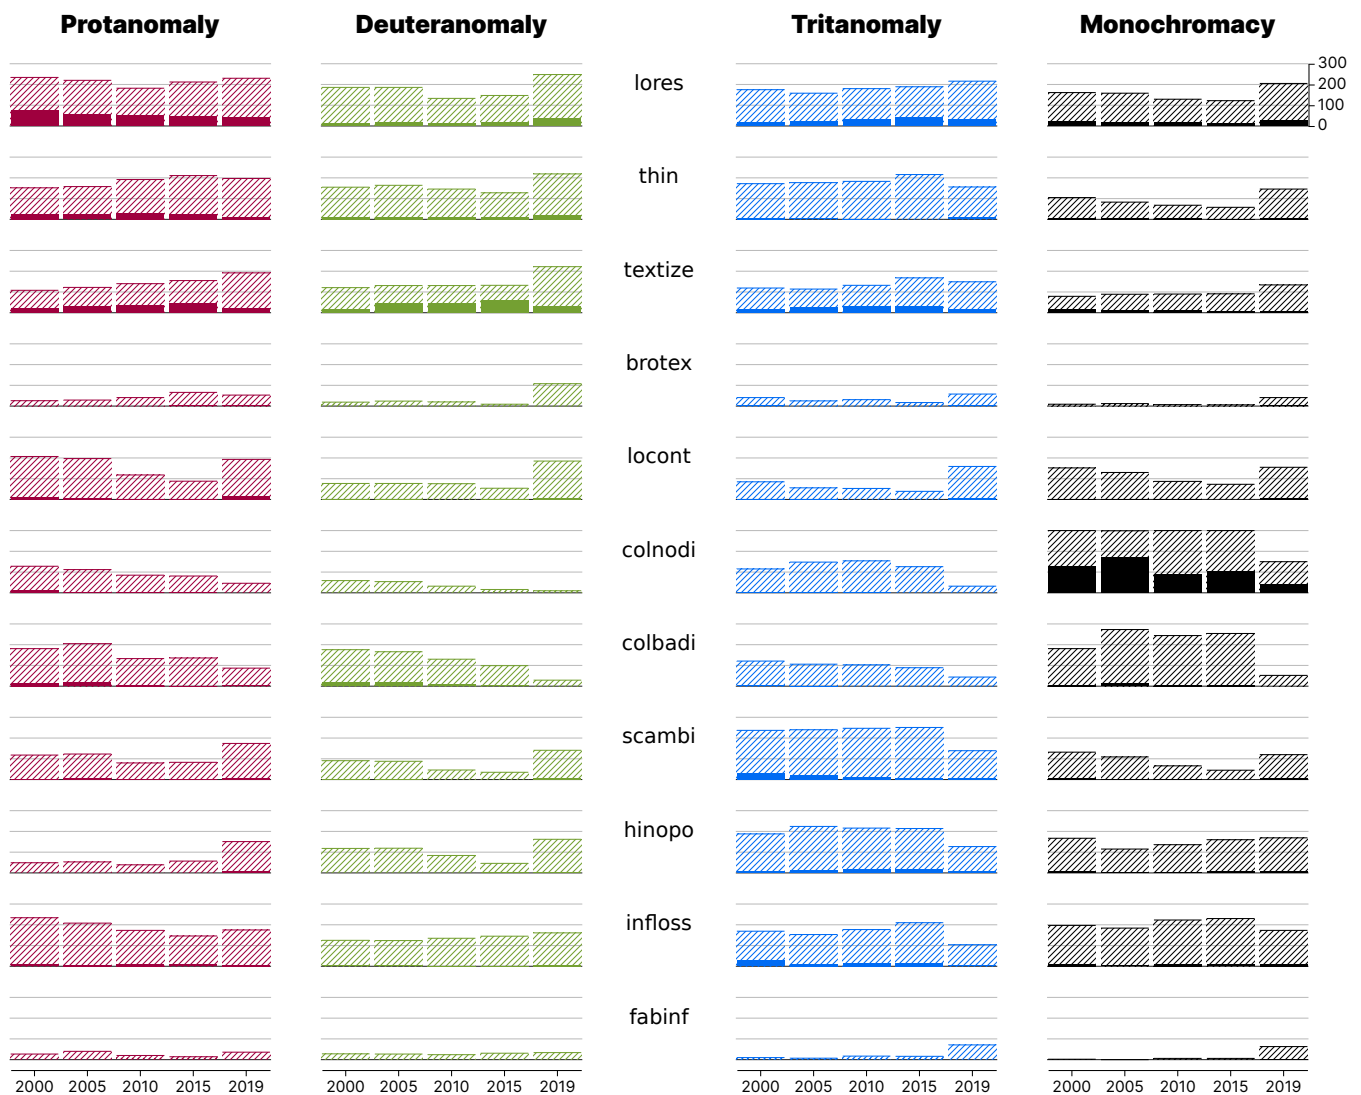 Protanomaly Deuteranomaly Tritanomaly Monochromacy
lores
300
200
100
0
thin
textize
brotex
locont
colnodi
colbadi
scambi
hinopo
infloss
fabinf
2000 2005 2010 2015 2019 2000 2005 2010 2015 2019 2000 2005 2010 2015 2019 2000 2005 2010 2015 2019